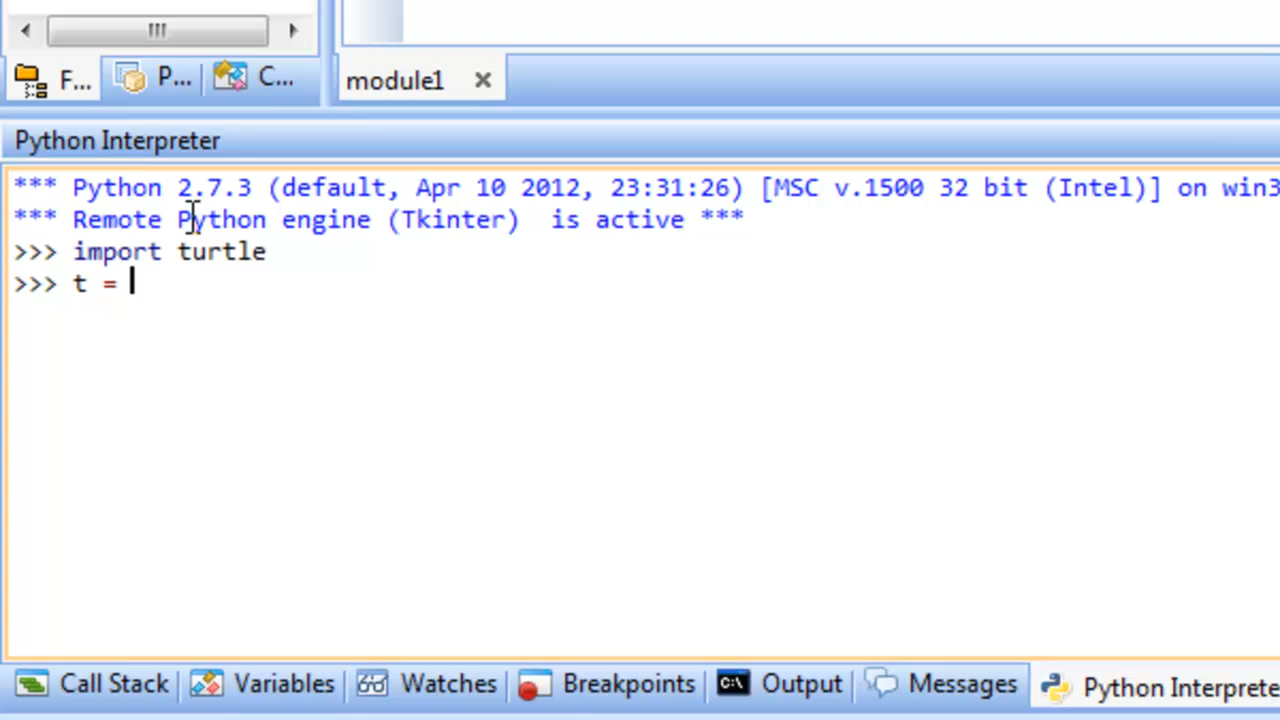 F...
P...
C...
module1
Python Interpreter
*** Python 2.7.3 (default, Apr 10 2012, 23:31:26) [MSC v.1500 32 bit (Intel)] on win3
*** Remote Python engine (Tkinter)  is active ***
>>> import turtle
>>> t =
Call Stack
Variables
Watches
Breakpoints
Output
Messages
Python Interprete